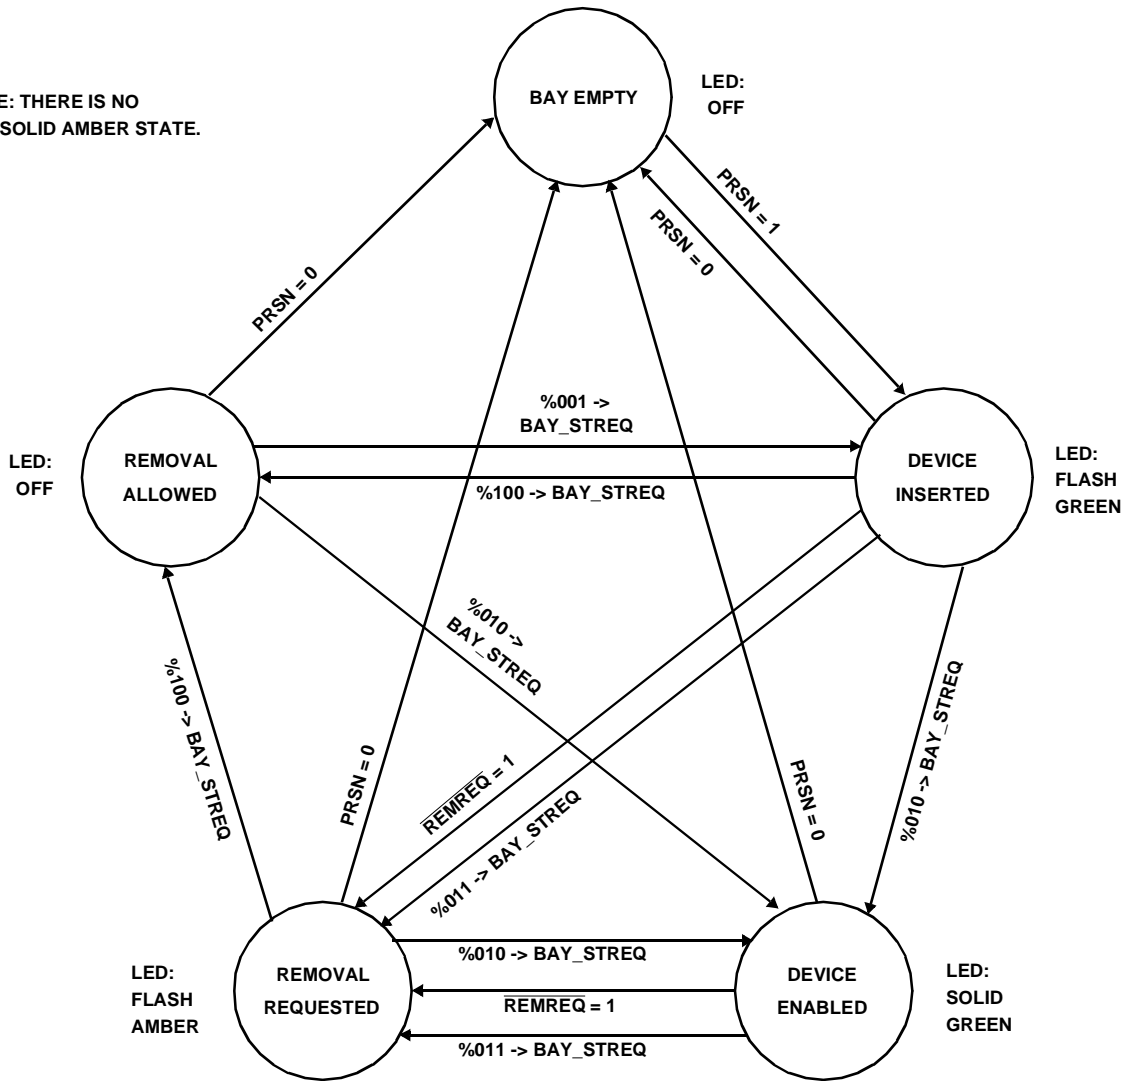 BAY EMPTY
LED:
OFF
E: THERE IS NO
SOLID AMBER STATE.
PRSN = 1
PRSN = 0
PRSN = 0
%001 ->
BAY_STREQ
%100 -> BAY_STREQ
LED:
OFF
REMOVAL
ALLOWED
DEVICE
INSERTED
LED:
FLASH
GREEN
%010 ->
BAY_STREQ
%100 -> BAY_STREQ
PRSN = 0
REMREQ = 1
%011 -> BAY_STREQ
PRSN = 0
%010 -> BAY_STREQ
LED:
FLASH
AMBER
REMOVAL
REQUESTED
%010 -> BAY_STREQ
REMREQ = 1
%011 -> BAY_STREQ
DEVICE
ENABLED
LED:
SOLID
GREEN